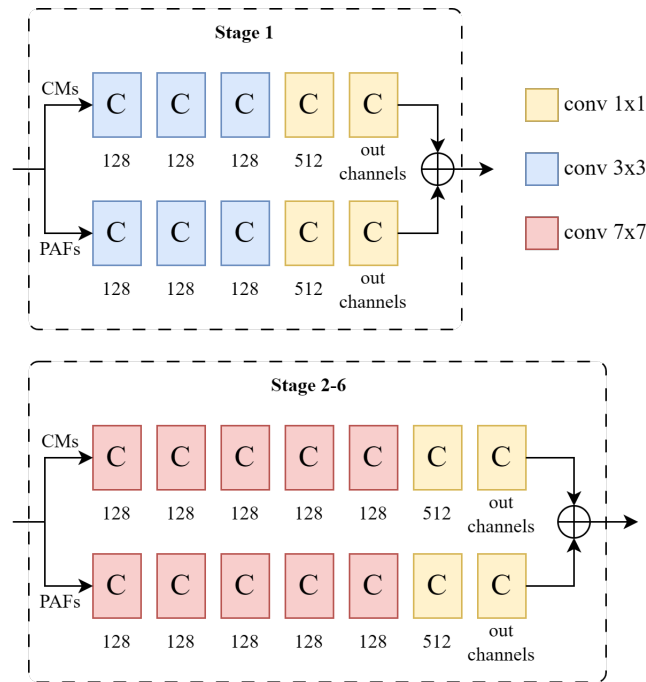 Stage 1
CMs
C C C C C
128 128 128 512 out
channels
PAFs
C C C C C
128 128 128 512 out
channels
conv 1x1
conv 3x3
conv 7x7
Stage 2-6
CMs
C C C C C C C
128 128 128 128 128 512 out
channels
PAFs
C C C C C C C
128 128 128 128 128 512 out
channels